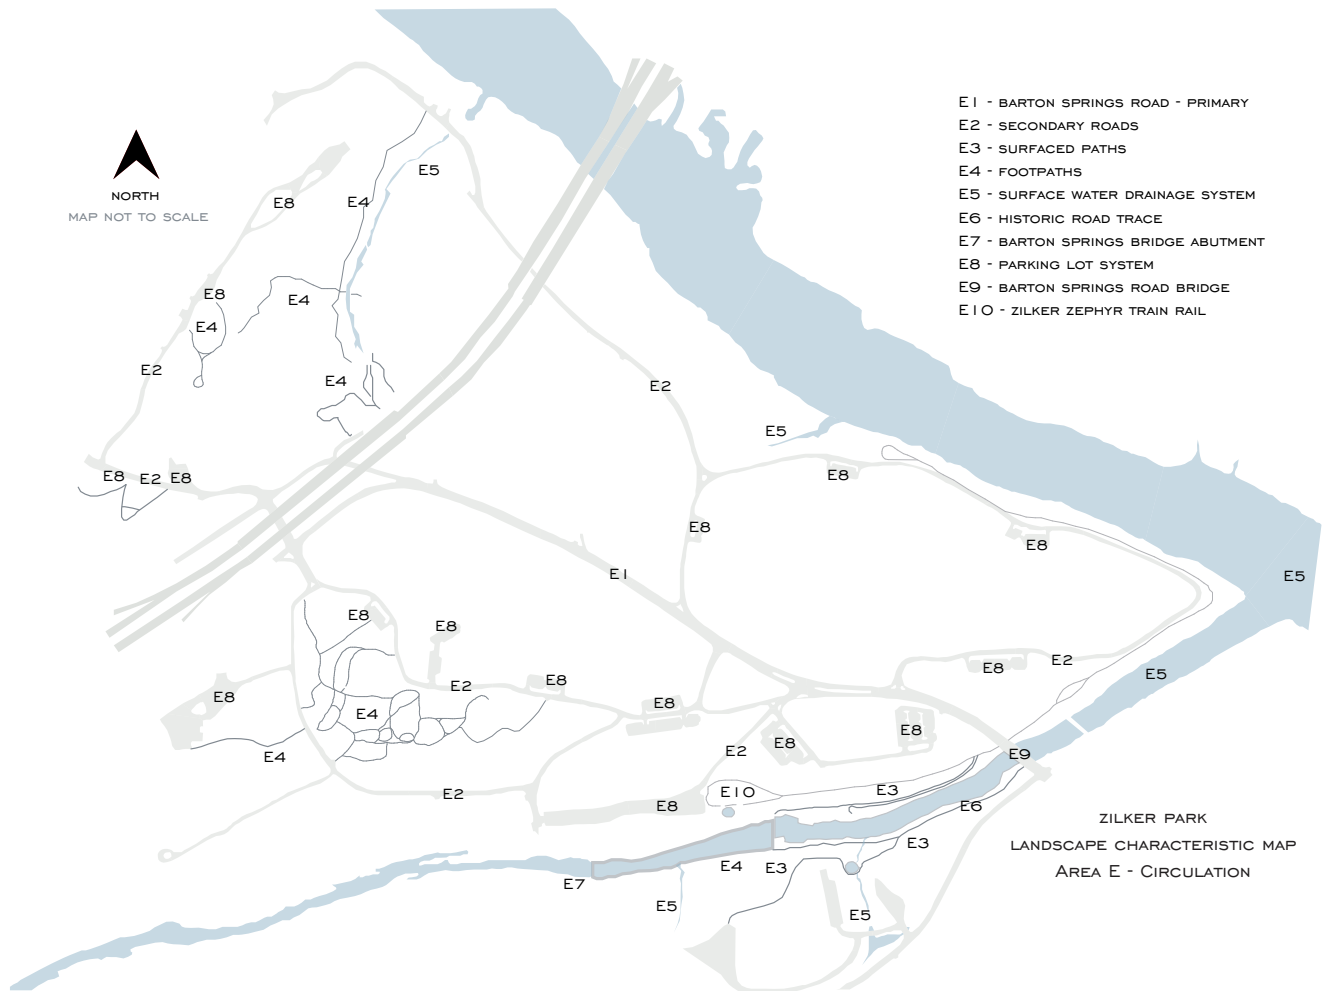 E1 - BARTON SPRINGS ROAD - PRIMARY
E2 - SECONDARY ROADS
E3 - SURFACED PATHS
E4 - FOOTPATHS
E5 - SURFACE WATER DRAINAGE SYSTEM
E6 - HISTORIC ROAD TRACE
E7 - BARTON SPRINGS BRIDGE ABUTMENT
E8 - PARKING LOT SYSTEM
E9 - BARTON SPRINGS ROAD BRIDGE
E10 - ZILKER ZEPHYR TRAIN RAIL
NORTH
MAP NOT TO SCALE
E5
E8
E4
E8
E4
E4
E2
E4
E2
E5
E8
E2
E8
E8
E8
E8
E1
E5
E8
E8
E2
E8
E2
E5
E8
E2
E8
E8
E4
E8
E8
E2
E9
E4
E2
E10
E3
E8
E6
E3
E4
E3
E7
E5
E5
ZILKER PARK
LANDSCAPE CHARACTERISTIC MAP
AREA E - CIRCULATION